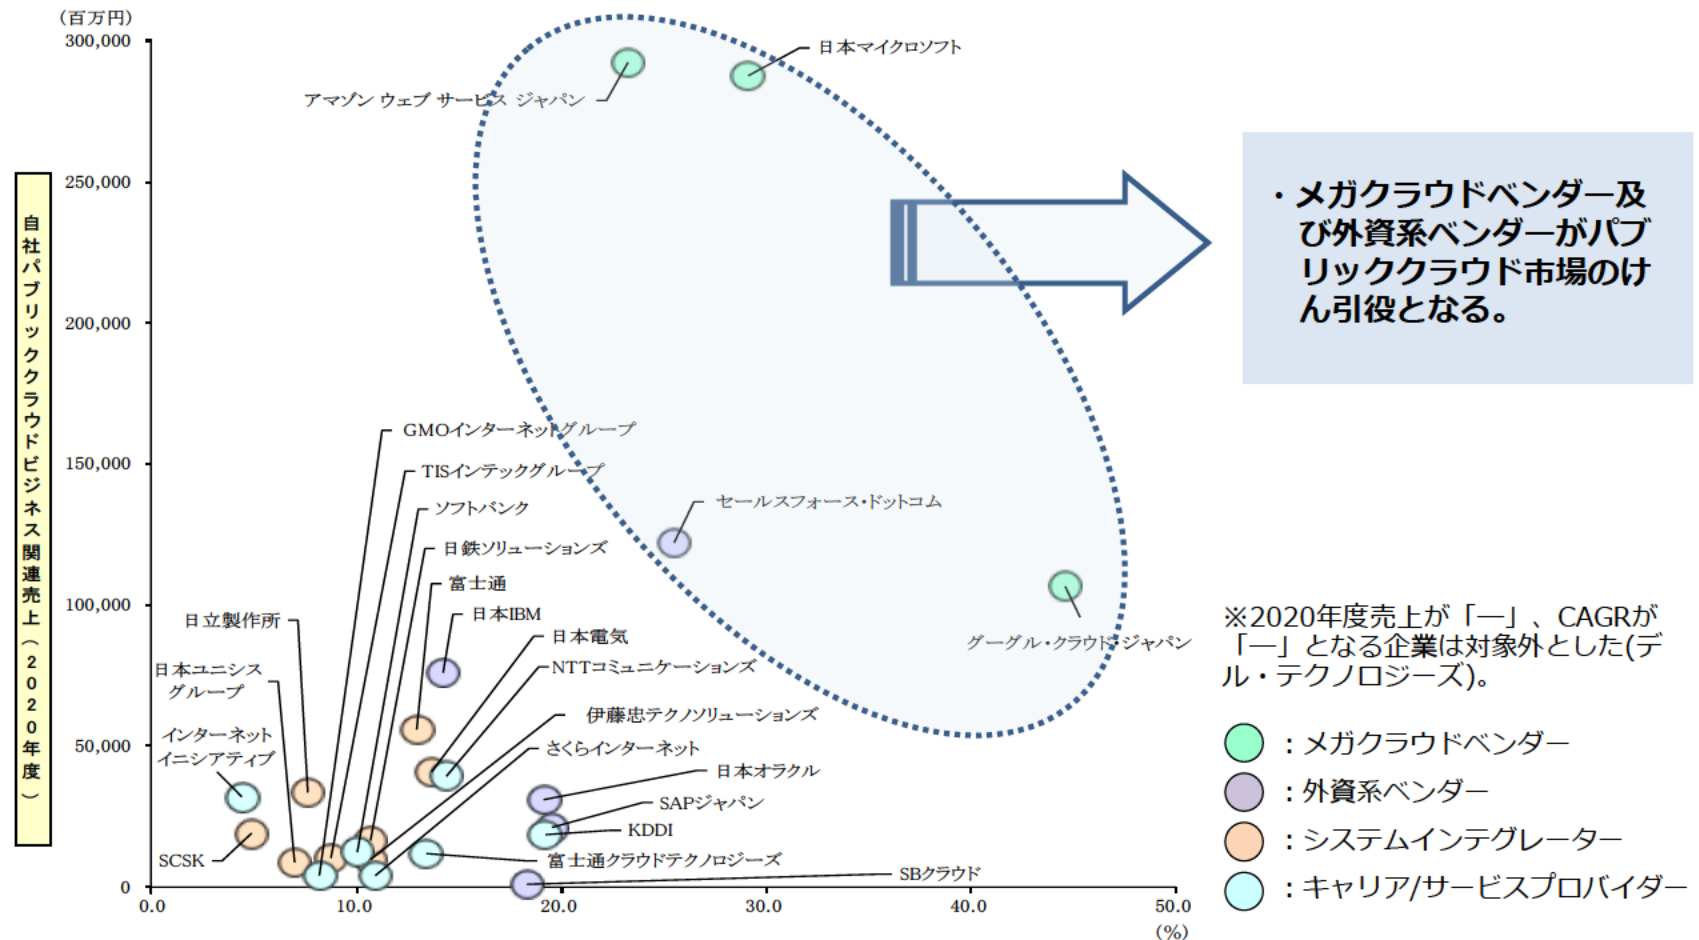 (百万円)
300,000
250,000
200,000
150,000
100,000
50,000
0
0.0
10.0
20.0
30.0
40.0
50.0
(%)
自社パブリッククラウドビジネス関連売上(2020年度)
日本マイクロソフト
アマゾン ウェブ サービス ジャパン
GMOインターネットグループ
TISインテックグループ
ソフトバンク
日鉄ソリューションズ
富士通
日本IBM
日立製作所
日本電気
日本ユニシス
グループ
NTTコミュニケーションズ
インターネット
イニシアティブ
伊藤忠テクノソリューションズ
さくらインターネット
日本オラクル
SAPジャパン
KDDI
SCSK
富士通クラウドテクノロジーズ
SBクラウド
セールスフォース・ドットコム
グーグル・クラウド・ジャパン
・メガクラウドベンダー及
び外資系ベンダーがパブ
リッククラウド市場のけ
ん引役となる。
※2020年度売上が「―」、CAGRが
「―」となる企業は対象外とした(デ
ル・テクノロジーズ)。
:メガクラウドベンダー
:外資系ベンダー
:システムインテグレーター
:キャリア/サービスプロバイダー